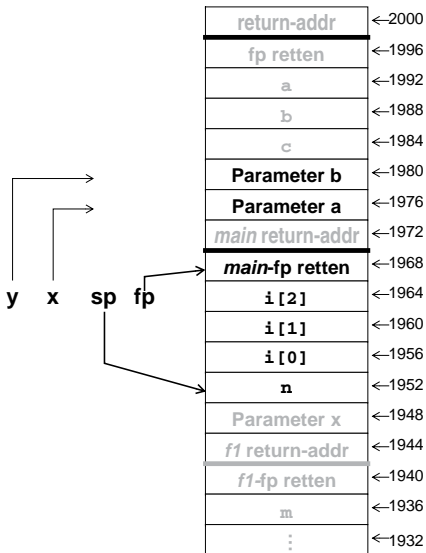 return-addr ←2000
fp retten ←1996
a ←1992
b ←1988
c ←1984
Parameter b ←1980
Parameter a ←1976
main return-addr ←1972
main-fp retten ←1968
y x sp fp i[2] ←1964
i[1] ←1960
i[0] ←1956
n ←1952
Parameter x ←1948
f1 return-addr ←1944
f1-fp retten ←1940
m ←1936
⋮ ←1932